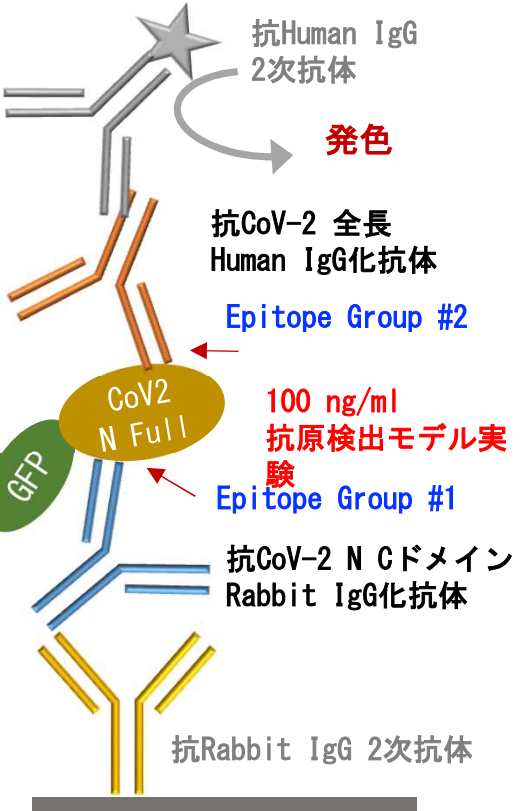 抗Human IgG
2次抗体
発色
抗CoV-2 全長
Human IgG化抗体
Epitope Group #2
CoV2
N Full
100 ng/ml
抗原検出モデル実
験
GFP
Epitope Group #1
抗CoV-2 N Cドメイン
Rabbit IgG化抗体
抗Rabbit IgG 2次抗体